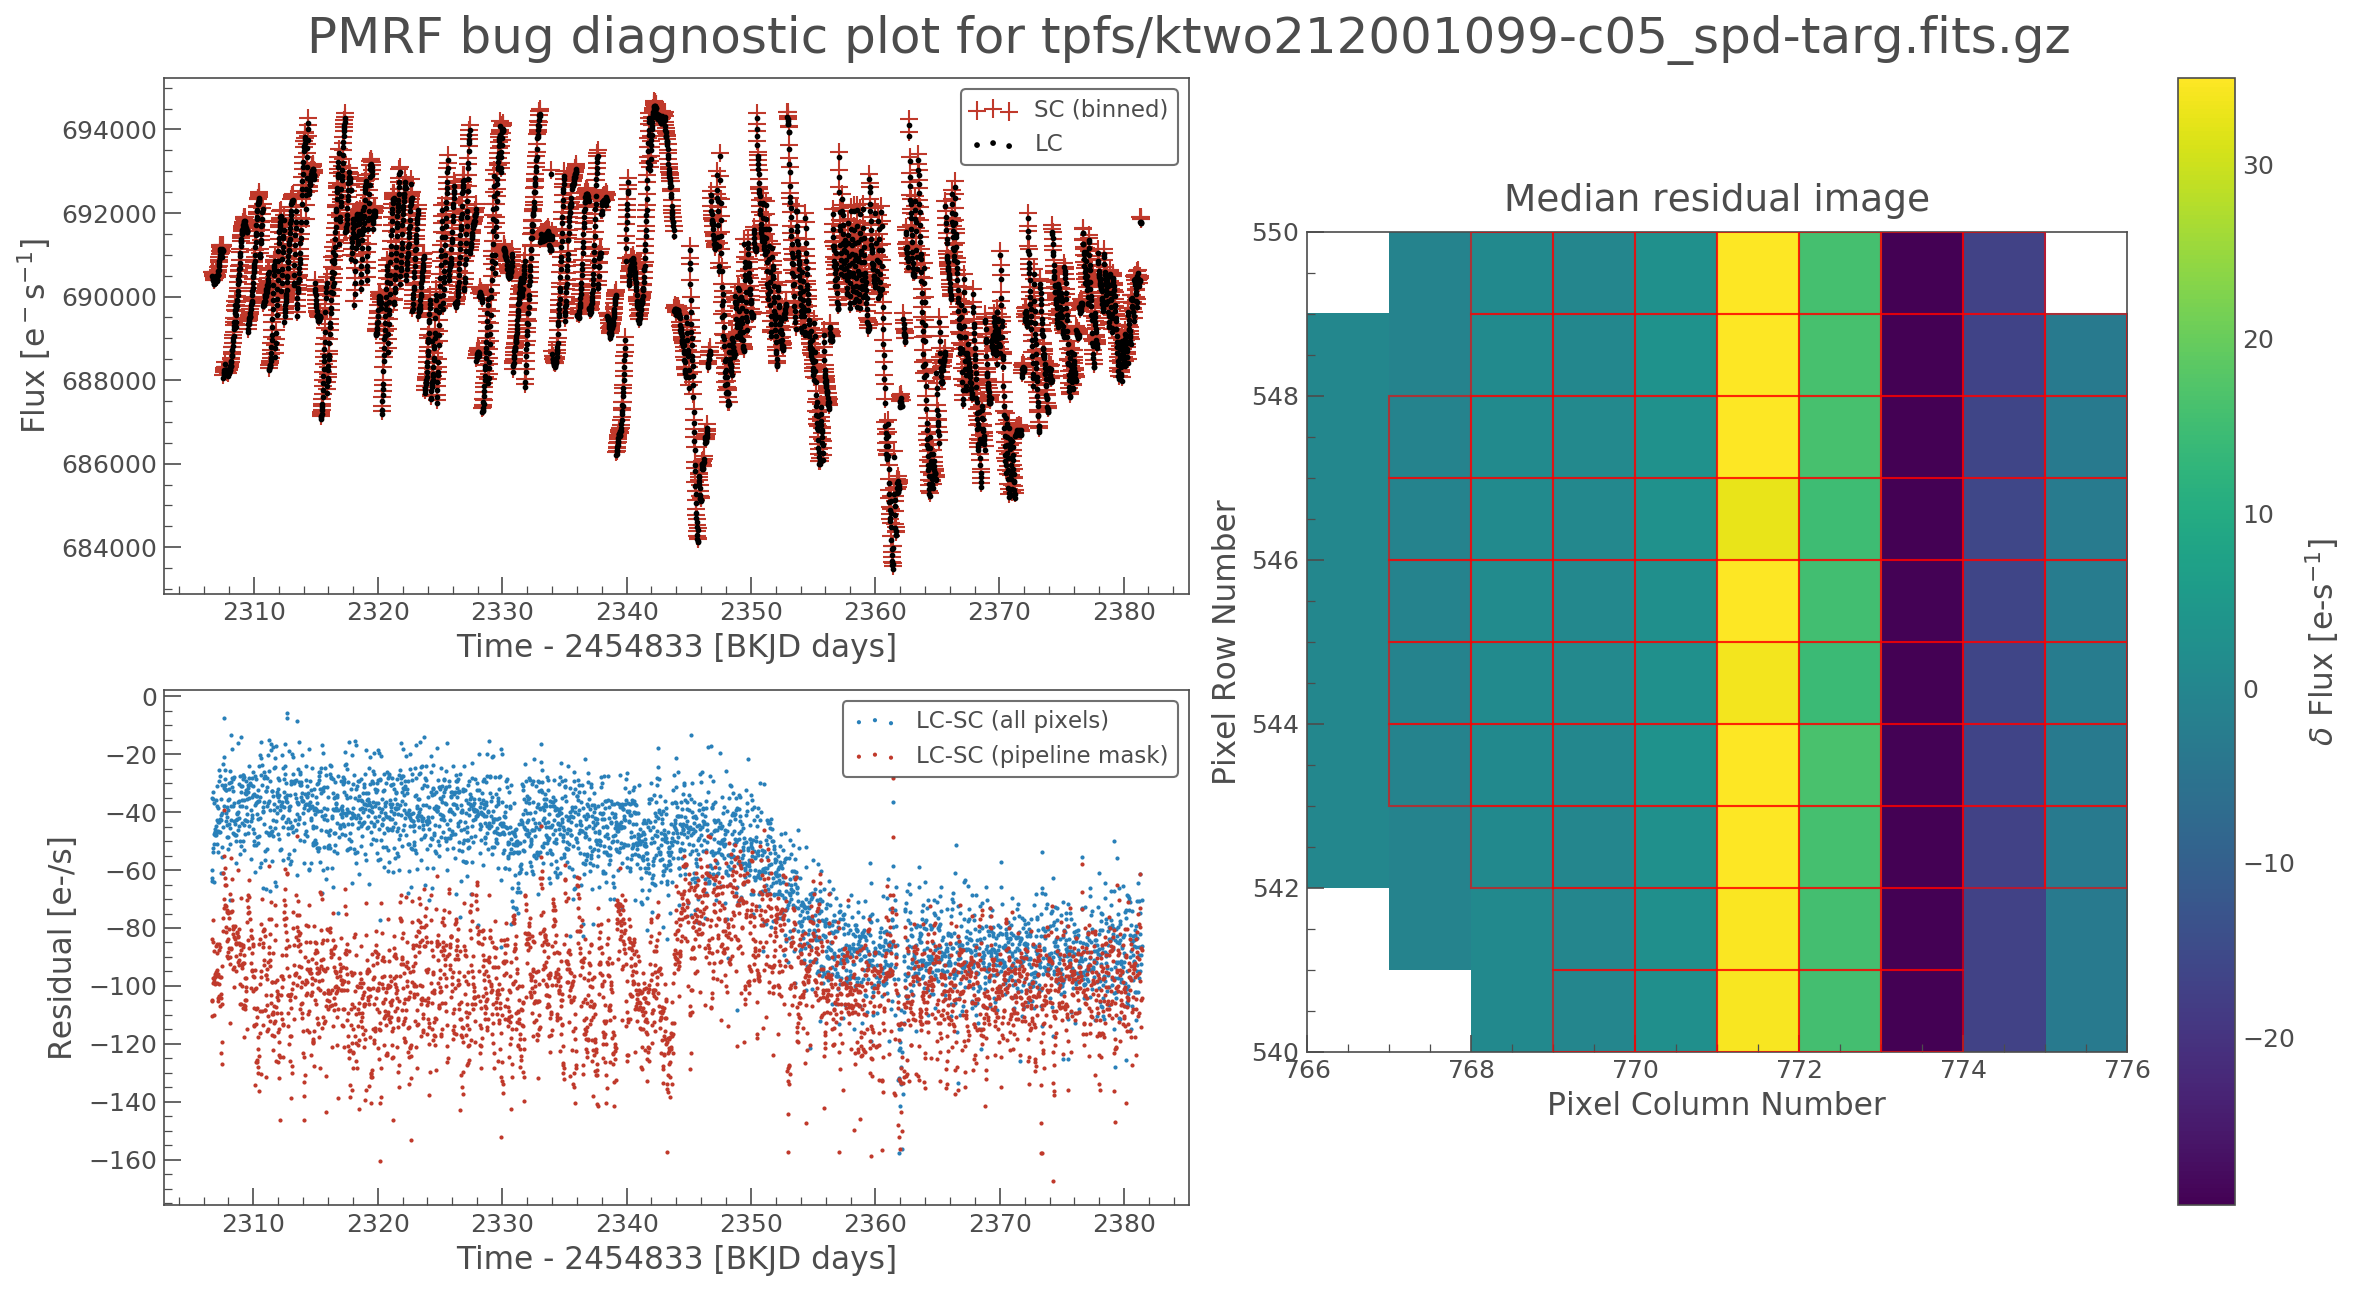 PMRF bug diagnostic plot for tpfs/ktwo212001099-c05_spd-targ.fits.gz
SC (binned)
LC
694000
692000
690000
688000
686000
684000
Flux [e⁻ s⁻¹]
2310 2320 2330 2340 2350 2360 2370 2380
Time - 2454833 [BKJD days]
LC-SC (all pixels)
LC-SC (pipeline mask)
0
−20
−40
−60
−80
−100
−120
−140
−160
Residual [e-/s]
2310 2320 2330 2340 2350 2360 2370 2380
Time - 2454833 [BKJD days]
Median residual image
550
548
546
544
542
540
Pixel Row Number
766 768 770 772 774 776
Pixel Column Number
30
20
10
0
−10
−20
δ Flux [e-s⁻¹]